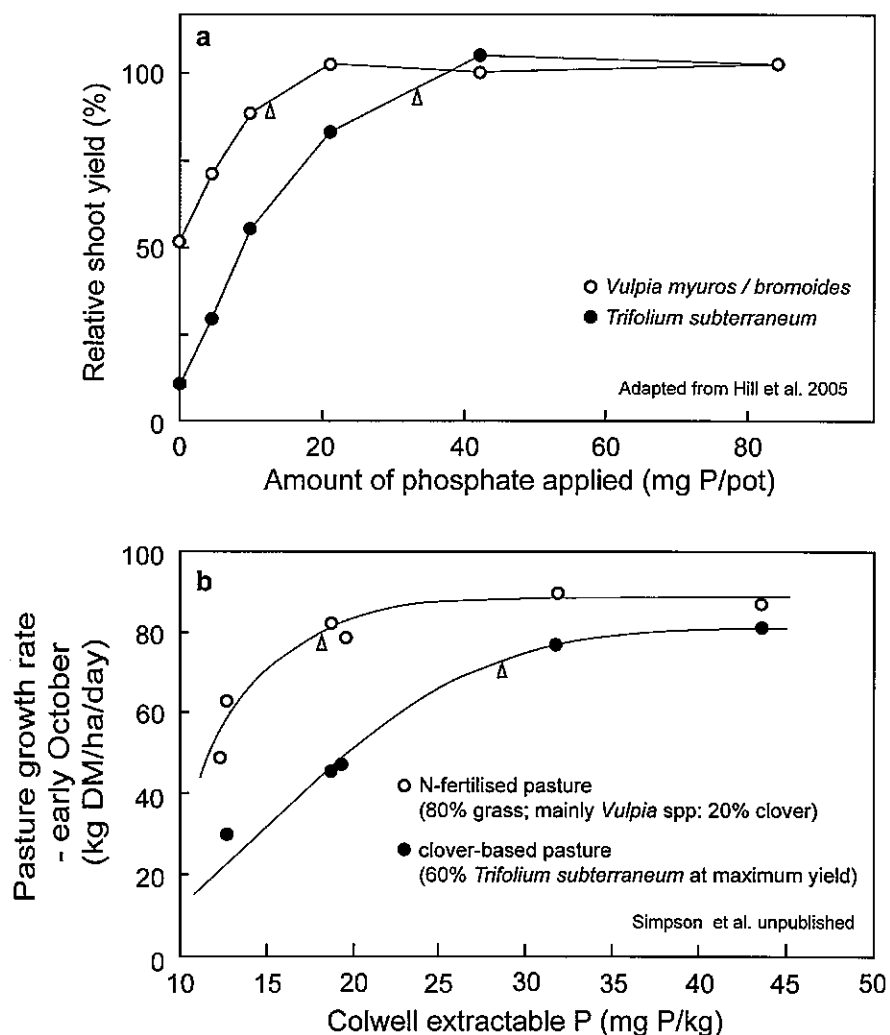 a
Relative shoot yield (%)
100
50
0
Vulpia myuros / bromoides
Trifolium subterraneum
Adapted from Hill et al. 2005
0 20 40 60 80
Amount of phosphate applied (mg P/pot)
b
Pasture growth rate
- early October
(kg DM/ha/day)
100
80
60
40
20
0
N-fertilised pasture
(80% grass; mainly Vulpia spp: 20% clover)
clover-based pasture
(60% Trifolium subterraneum at maximum yield)
Simpson et al. unpublished
10 15 20 25 30 35 40 45 50
Colwell extractable P (mg P/kg)